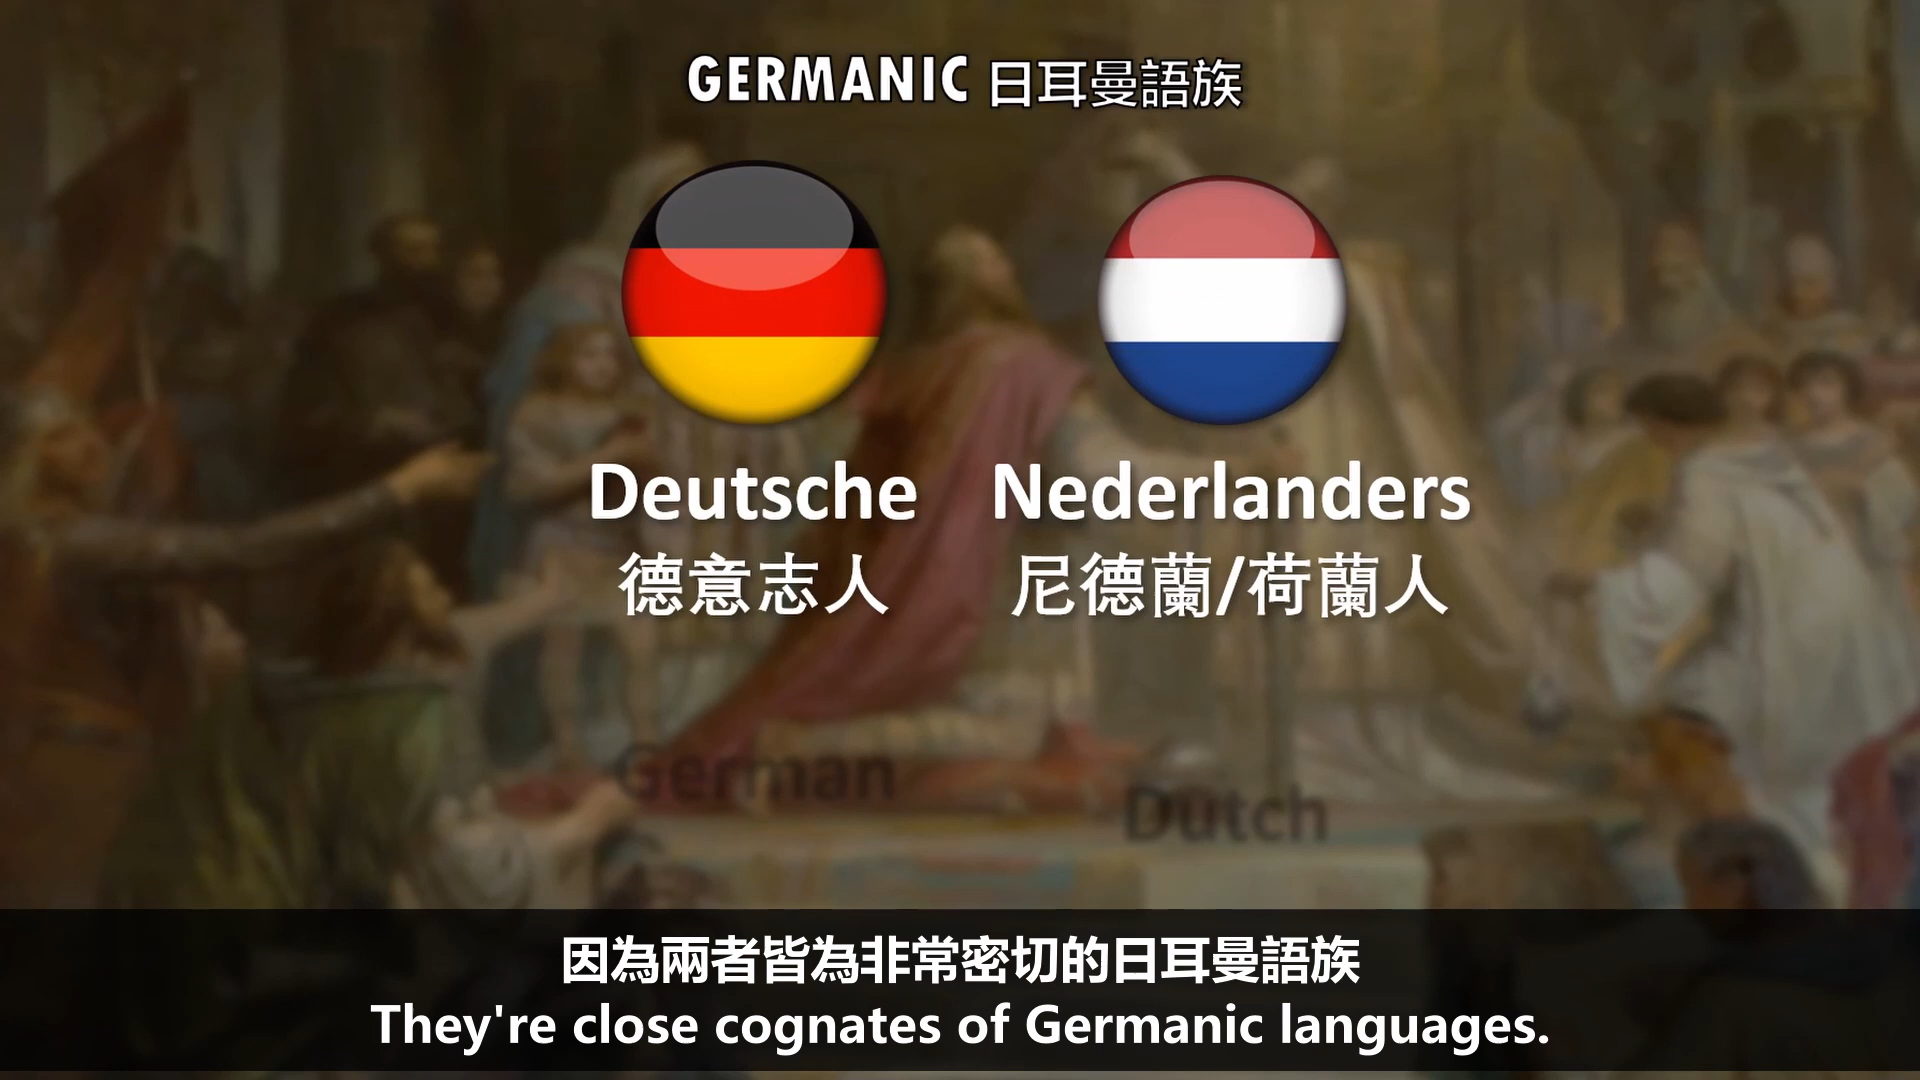 GERMANIC 日耳曼語族
Deutsche Nederlanders
德意志人 尼德蘭/荷蘭人
German Dutch
因為兩者皆為非常密切的日耳曼語族
They're close cognates of Germanic languages.